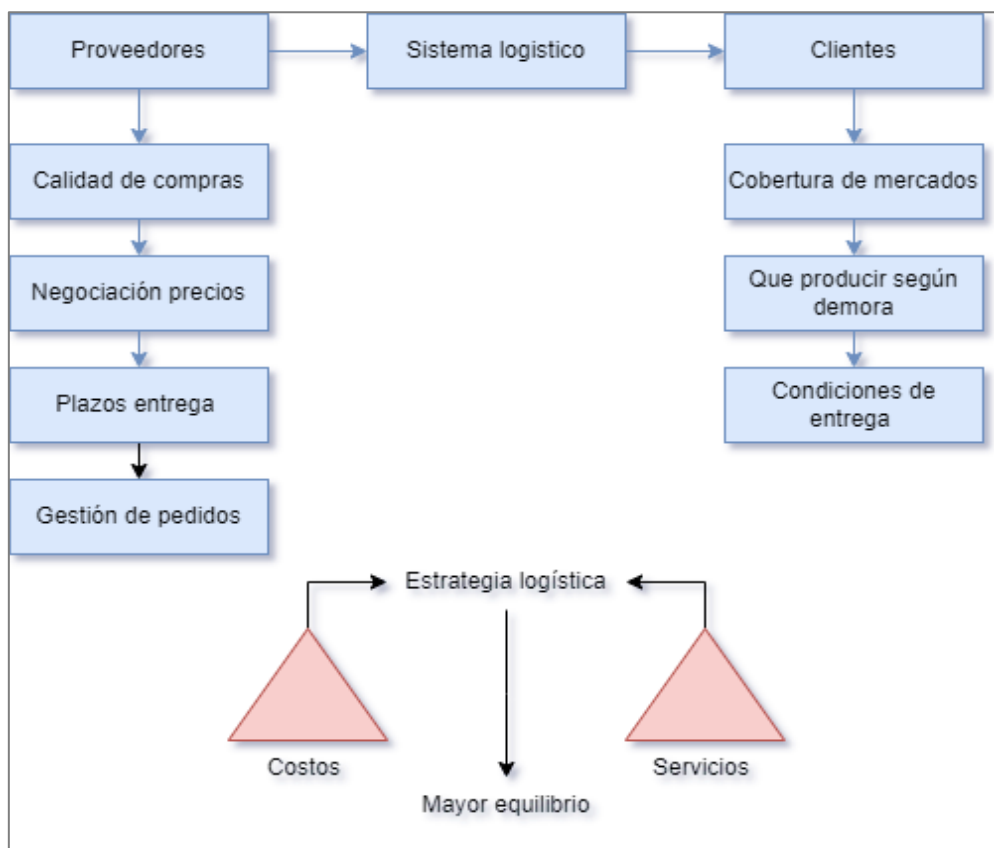 Proveedores
Sistema logistico
Clientes
Calidad de compras
Cobertura de mercados
Negociación precios
Que producir según
demora
Plazos entrega
Condiciones de
entrega
Gestión de pedidos
Estrategia logística
Costos
Servicios
Mayor equilibrio